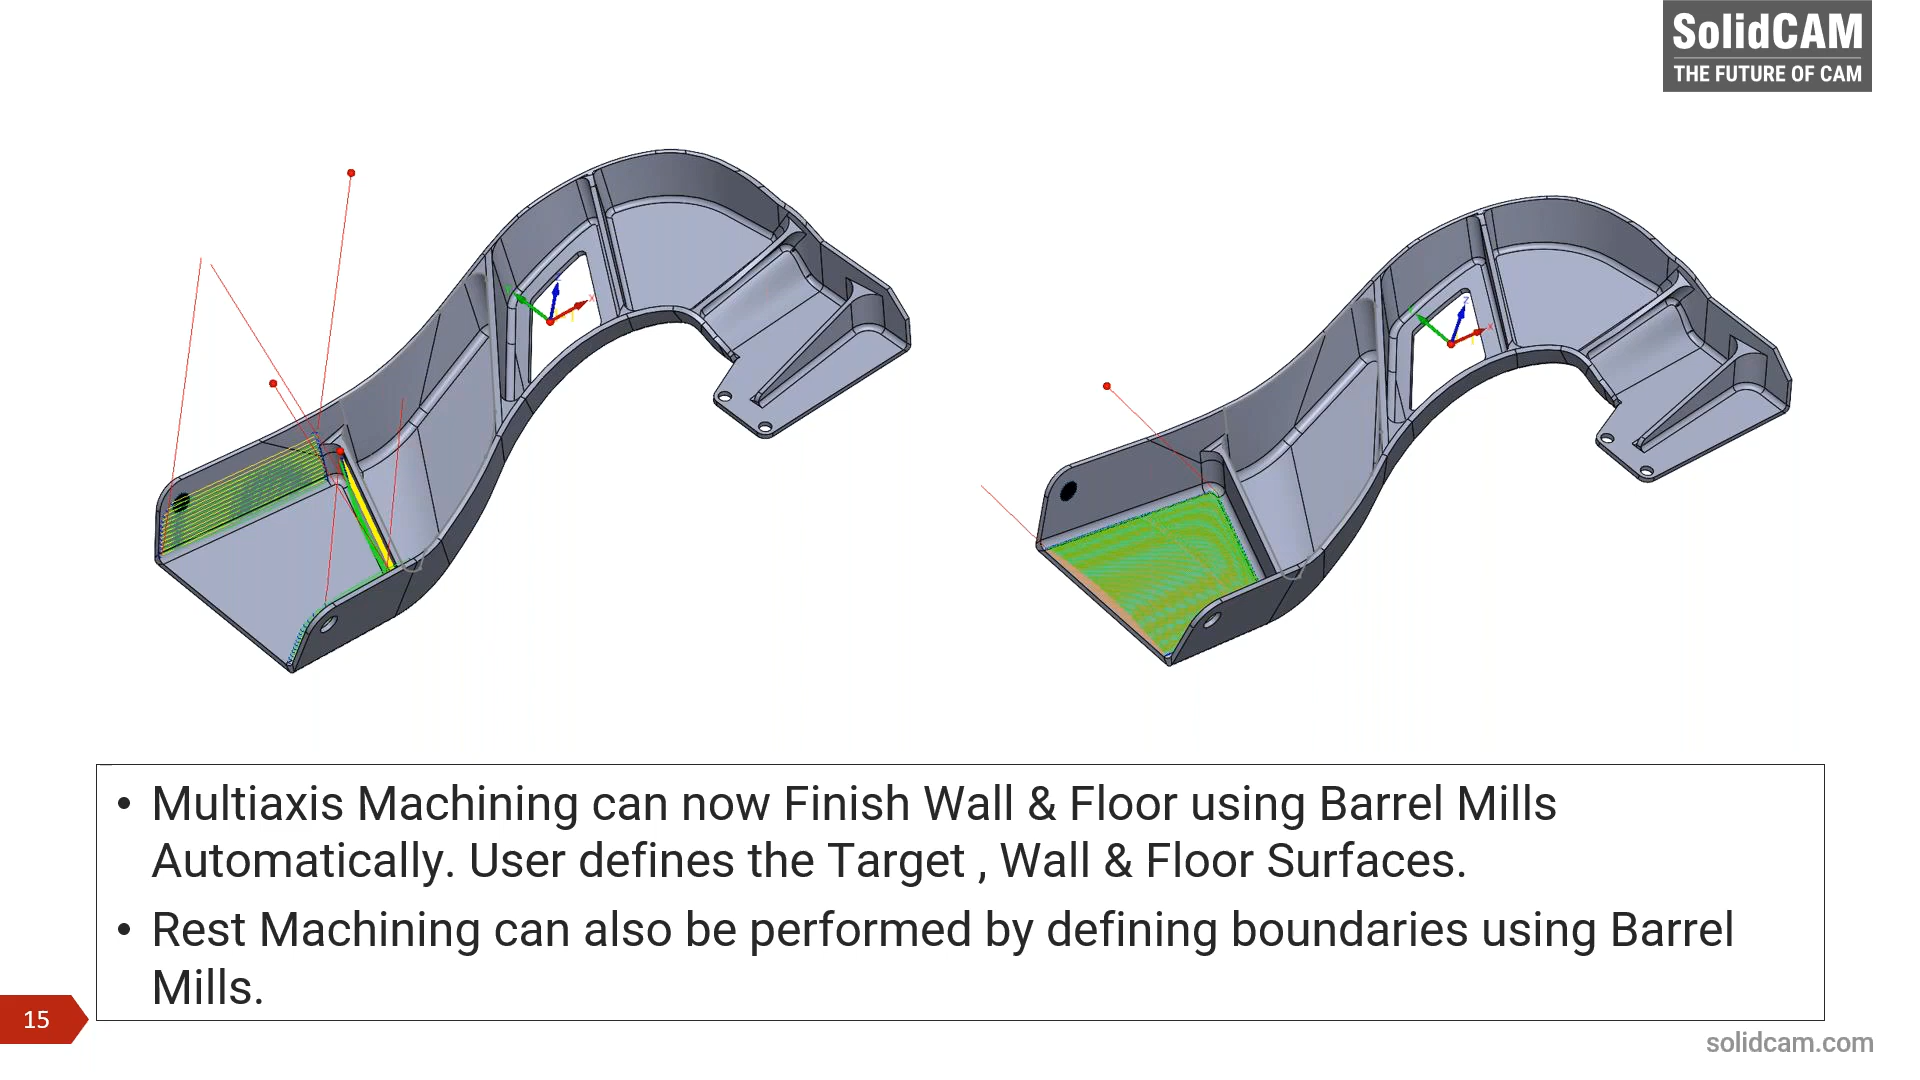 SolidCAM
THE FUTURE OF CAM
• Multiaxis Machining can now Finish Wall & Floor using Barrel Mills
Automatically. User defines the Target , Wall & Floor Surfaces.
• Rest Machining can also be performed by defining boundaries using Barrel
Mills.
15
solidcam.com